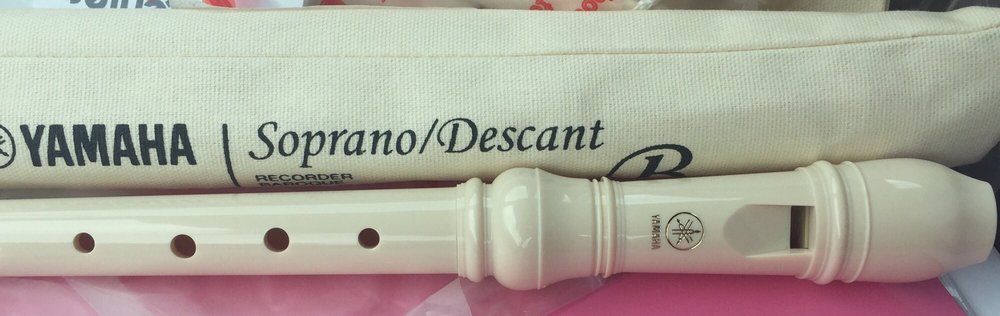 YAMAHA
Soprano/Descant
RECORDER
BAROQUE
B
YAMAHA